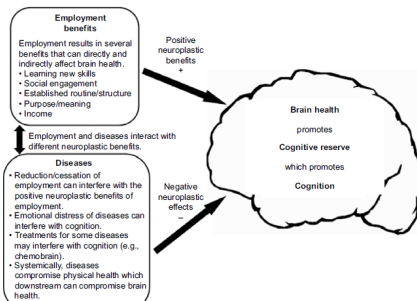 Employment
benefits
Employment results in several
benefits that can directly and
indirectly affect brain health.
• Learning new skills
• Social engagement
• Established routine/structure
• Purpose/meaning
• Income
Positive
neuroplastic
benefits
+
Employment and diseases interact with
different neuroplastic benefits.
Diseases
• Reduction/cessation of
employment can interfere with the
positive neuroplastic benefits of
employment.
• Emotional distress of diseases can
interfere with cognition.
• Treatments for some diseases
may interfere with cognition (e.g.,
chemobrain).
• Systemically, diseases
compromise physical health which
downstream can compromise brain
health.
Negative
neuroplastic
effects
–
Brain health
promotes
Cognitive reserve
which promotes
Cognition